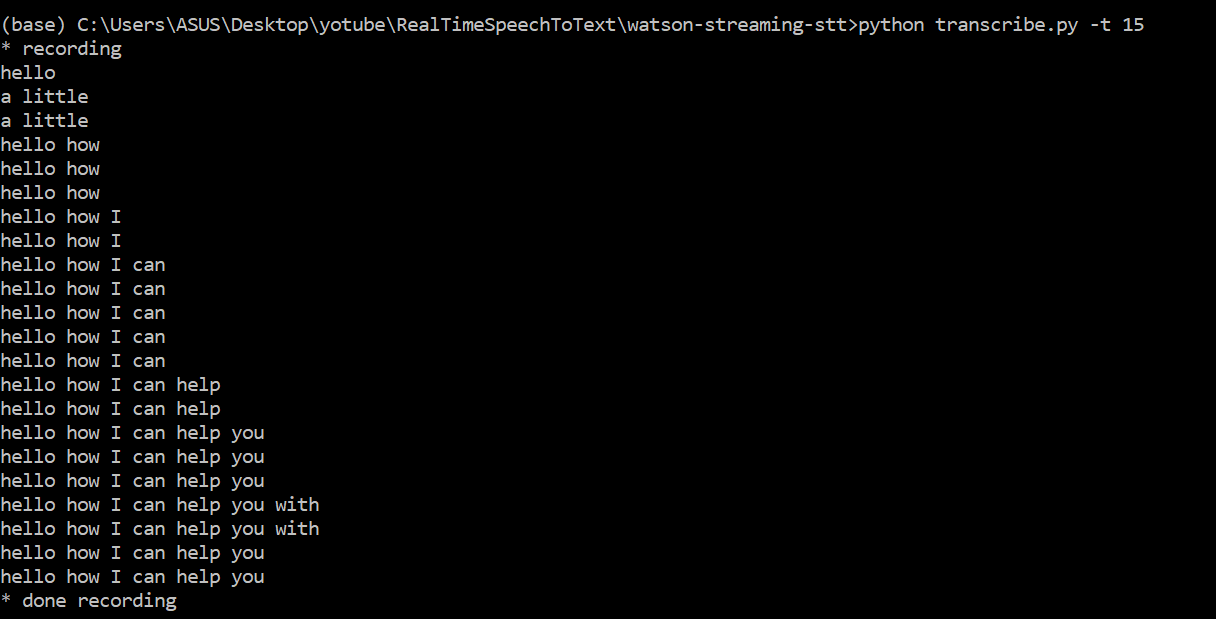 (base) C:\Users\ASUS\Desktop\yotube\RealTimeSpeechToText\watson-streaming-stt>python transcribe.py -t 15
* recording
hello
a little
a little
hello how
hello how
hello how
hello how I
hello how I
hello how I can
hello how I can
hello how I can
hello how I can
hello how I can
hello how I can help
hello how I can help
hello how I can help you
hello how I can help you
hello how I can help you
hello how I can help you with
hello how I can help you with
hello how I can help you
hello how I can help you
* done recording